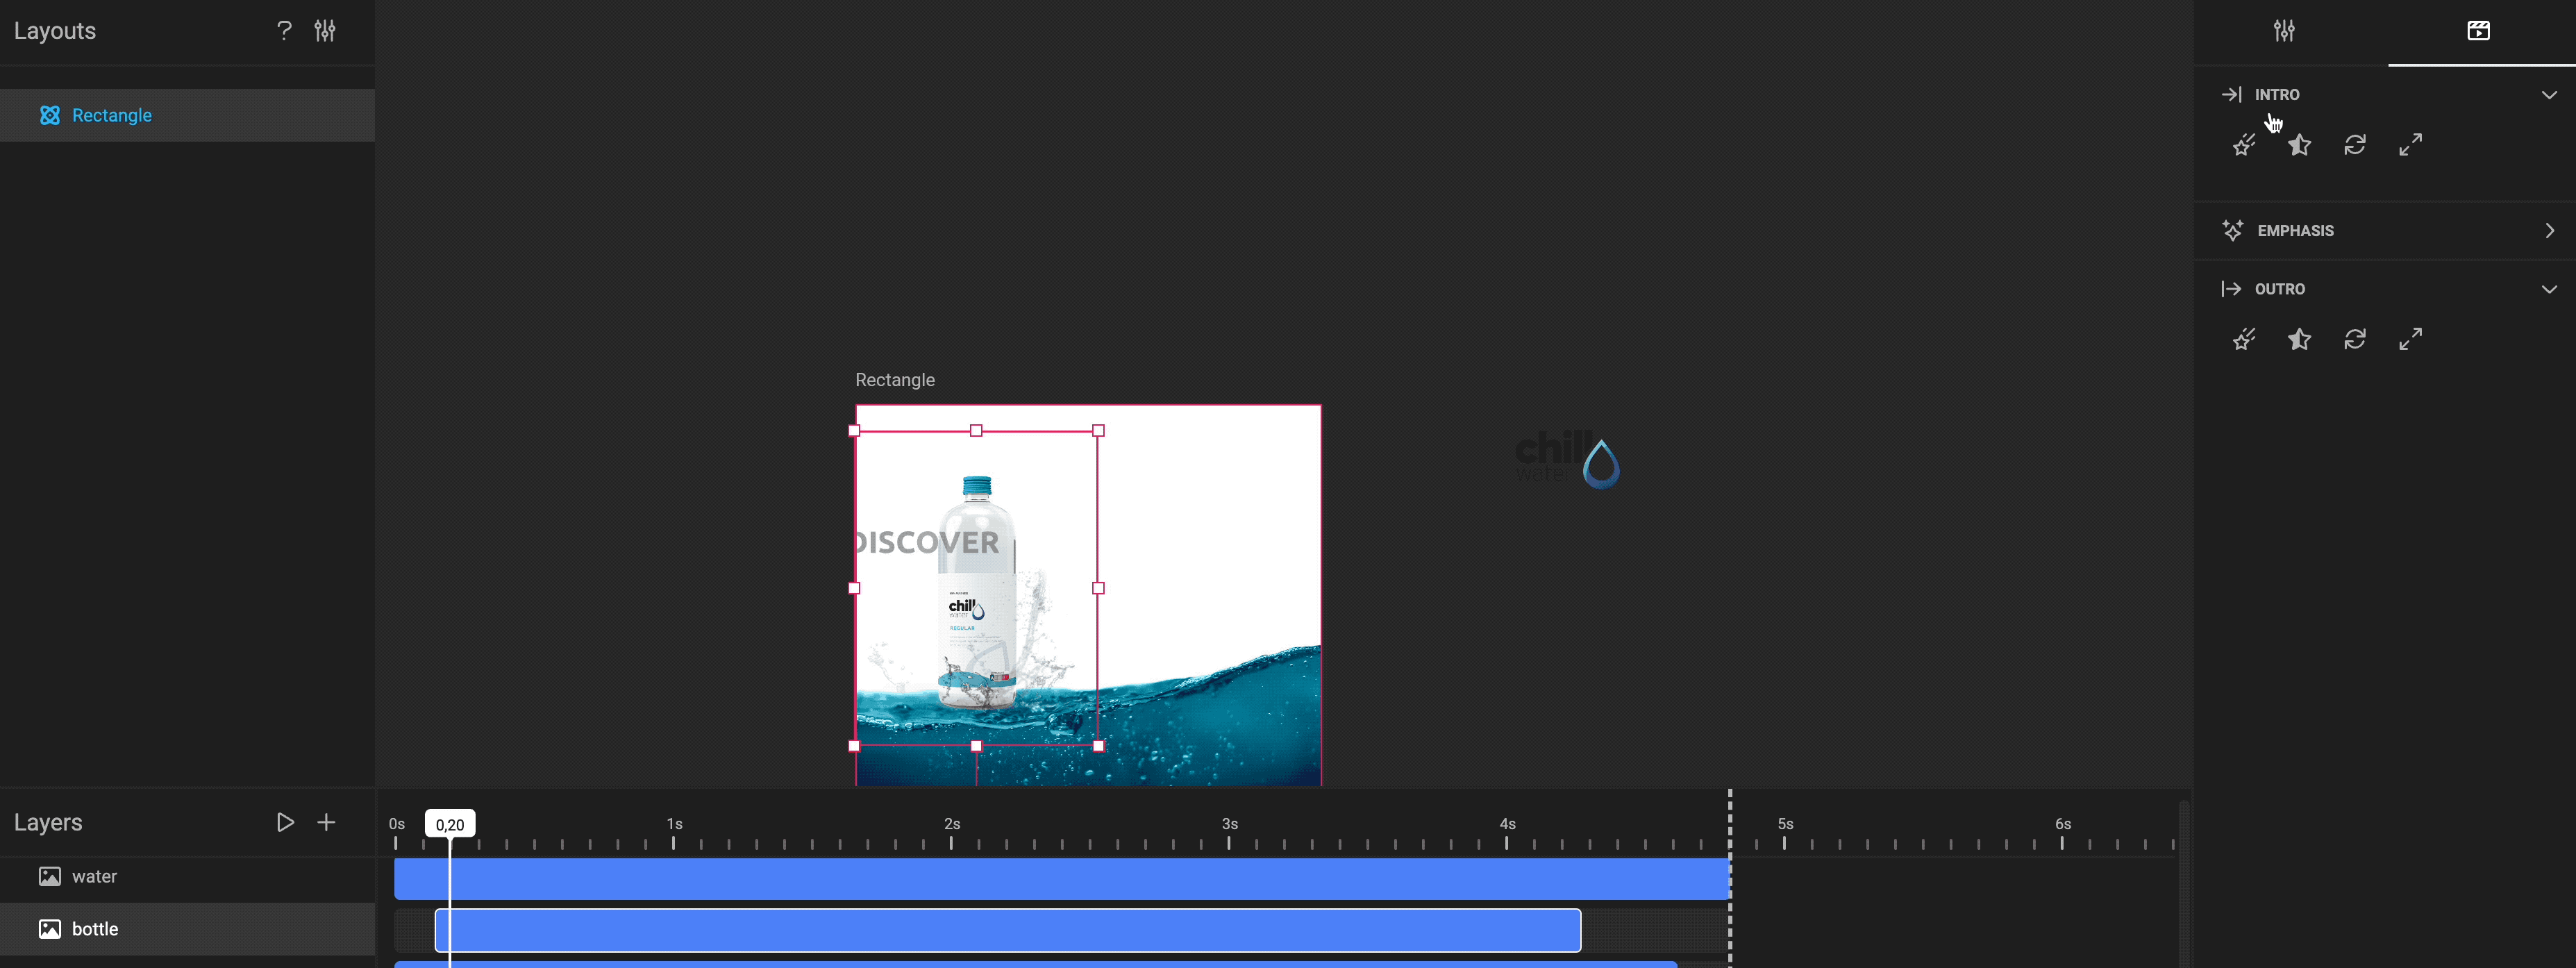 Layouts
?
Rectangle
INTRO
EMPHASIS
OUTRO
Rectangle
chill
water
DISCOVER
chill
water
REGULAR
Layers
0s
0,20
1s
2s
3s
4s
5s
6s
water
bottle